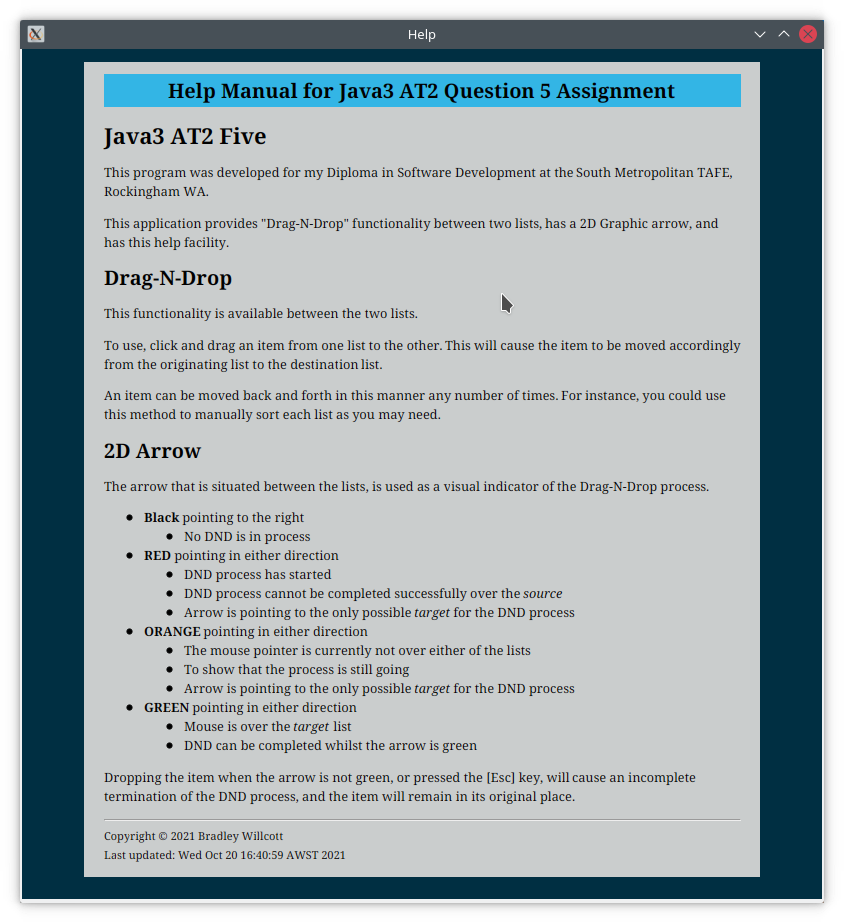 Help
Help Manual for Java3 AT2 Question 5 Assignment
Java3 AT2 Five
This program was developed for my Diploma in Software Development at the South Metropolitan TAFE,
Rockingham WA.
This application provides "Drag-N-Drop" functionality between two lists, has a 2D Graphic arrow, and
has this help facility.
Drag-N-Drop
This functionality is available between the two lists.
To use, click and drag an item from one list to the other. This will cause the item to be moved accordingly
from the originating list to the destination list.
An item can be moved back and forth in this manner any number of times. For instance, you could use
this method to manually sort each list as you may need.
2D Arrow
The arrow that is situated between the lists, is used as a visual indicator of the Drag-N-Drop process.
Black pointing to the right
No DND is in process
RED pointing in either direction
DND process has started
DND process cannot be completed successfully over the source
Arrow is pointing to the only possible target for the DND process
ORANGE pointing in either direction
The mouse pointer is currently not over either of the lists
To show that the process is still going
Arrow is pointing to the only possible target for the DND process
GREEN pointing in either direction
Mouse is over the target list
DND can be completed whilst the arrow is green
Dropping the item when the arrow is not green, or pressed the [Esc] key, will cause an incomplete
termination of the DND process, and the item will remain in its original place.
Copyright © 2021 Bradley Willcott
Last updated: Wed Oct 20 16:40:59 AWST 2021